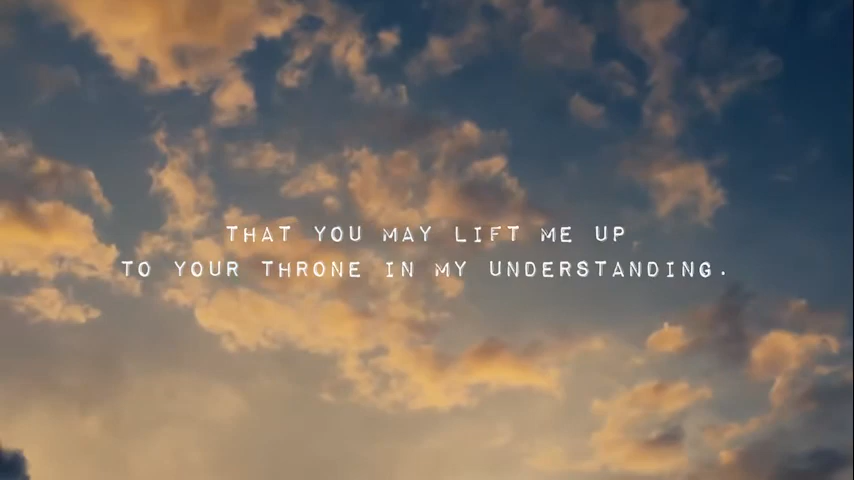 THAT YOU MAY LIFT ME UP
TO YOUR THRONE IN MY UNDERSTANDING.